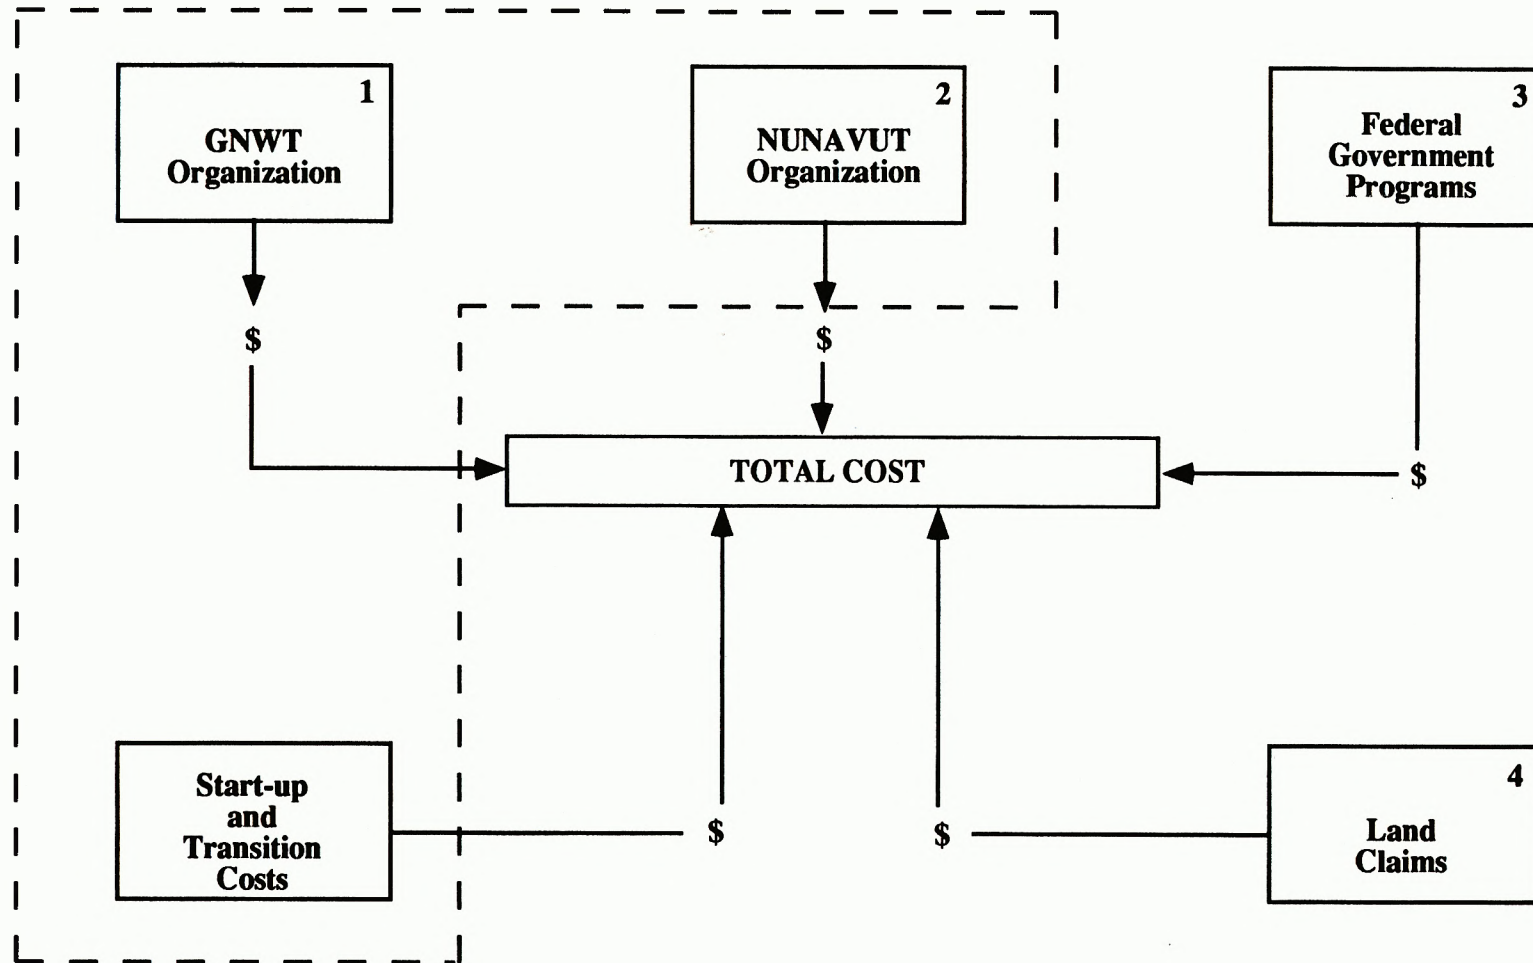 1
GNWT
Organization
2
NUNAVUT
Organization
3
Federal
Government
Programs
$
$
TOTAL COST
$
Start-up
and
Transition
Costs
$
$
4
Land
Claims